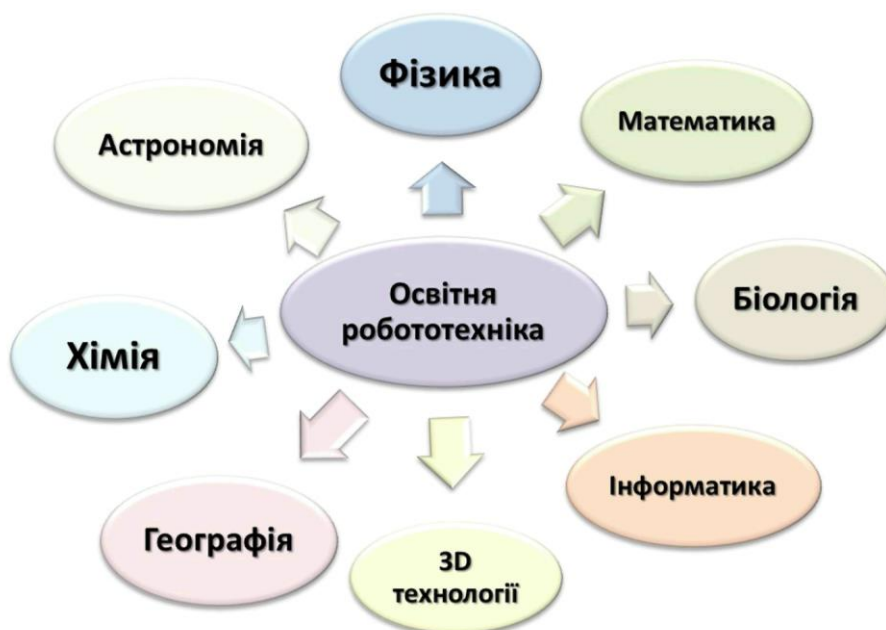 Фізика
Математика
Астрономія
Освітня
робототехніка
Біологія
Хімія
Інформатика
Географія
3D
технології